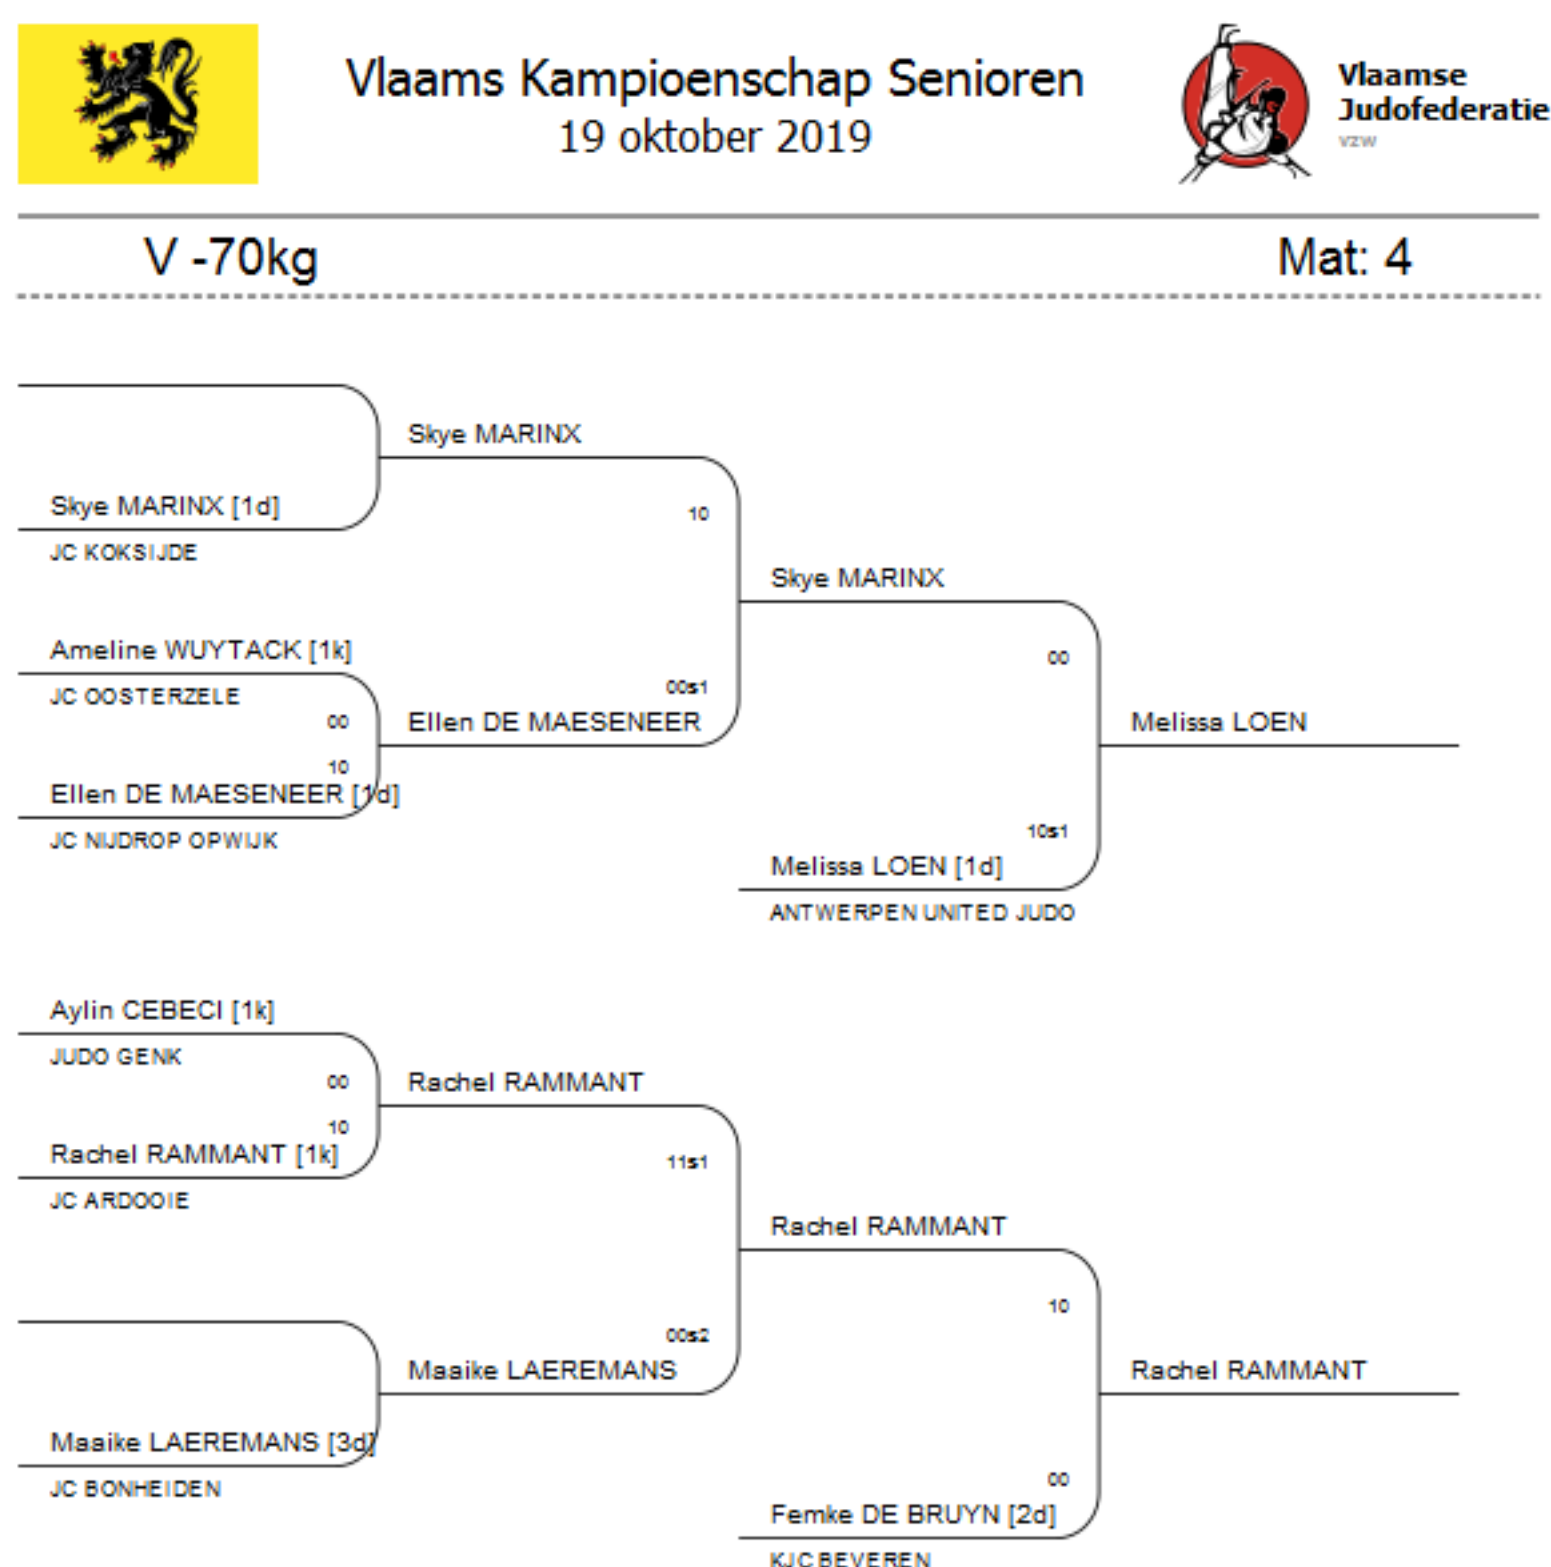 Vlaams Kampioenschap Senioren
19 oktober 2019
Vlaamse
Judofederatie
vzw
V -70kg
Mat: 4
Skye MARINX
Skye MARINX [1d]
10
JC KOKSIJDE
Skye MARINX
Ameline WUYTACK [1k]
00
JC OOSTERZELE
00s1
00
Ellen DE MAESENEER
Melissa LOEN
10
Ellen DE MAESENEER [1d]
JC NIJDROP OPWIJK
10s1
Melissa LOEN [1d]
ANTWERPEN UNITED JUDO
Aylin CEBECI [1k]
JUDO GENK
00
Rachel RAMMANT
10
Rachel RAMMANT [1k]
11s1
JC ARDOOIE
Rachel RAMMANT
10
00s2
Maaike LAEREMANS
Rachel RAMMANT
Maaike LAEREMANS [3d]
JC BONHEIDEN
00
Femke DE BRUYN [2d]
KJC BEVEREN